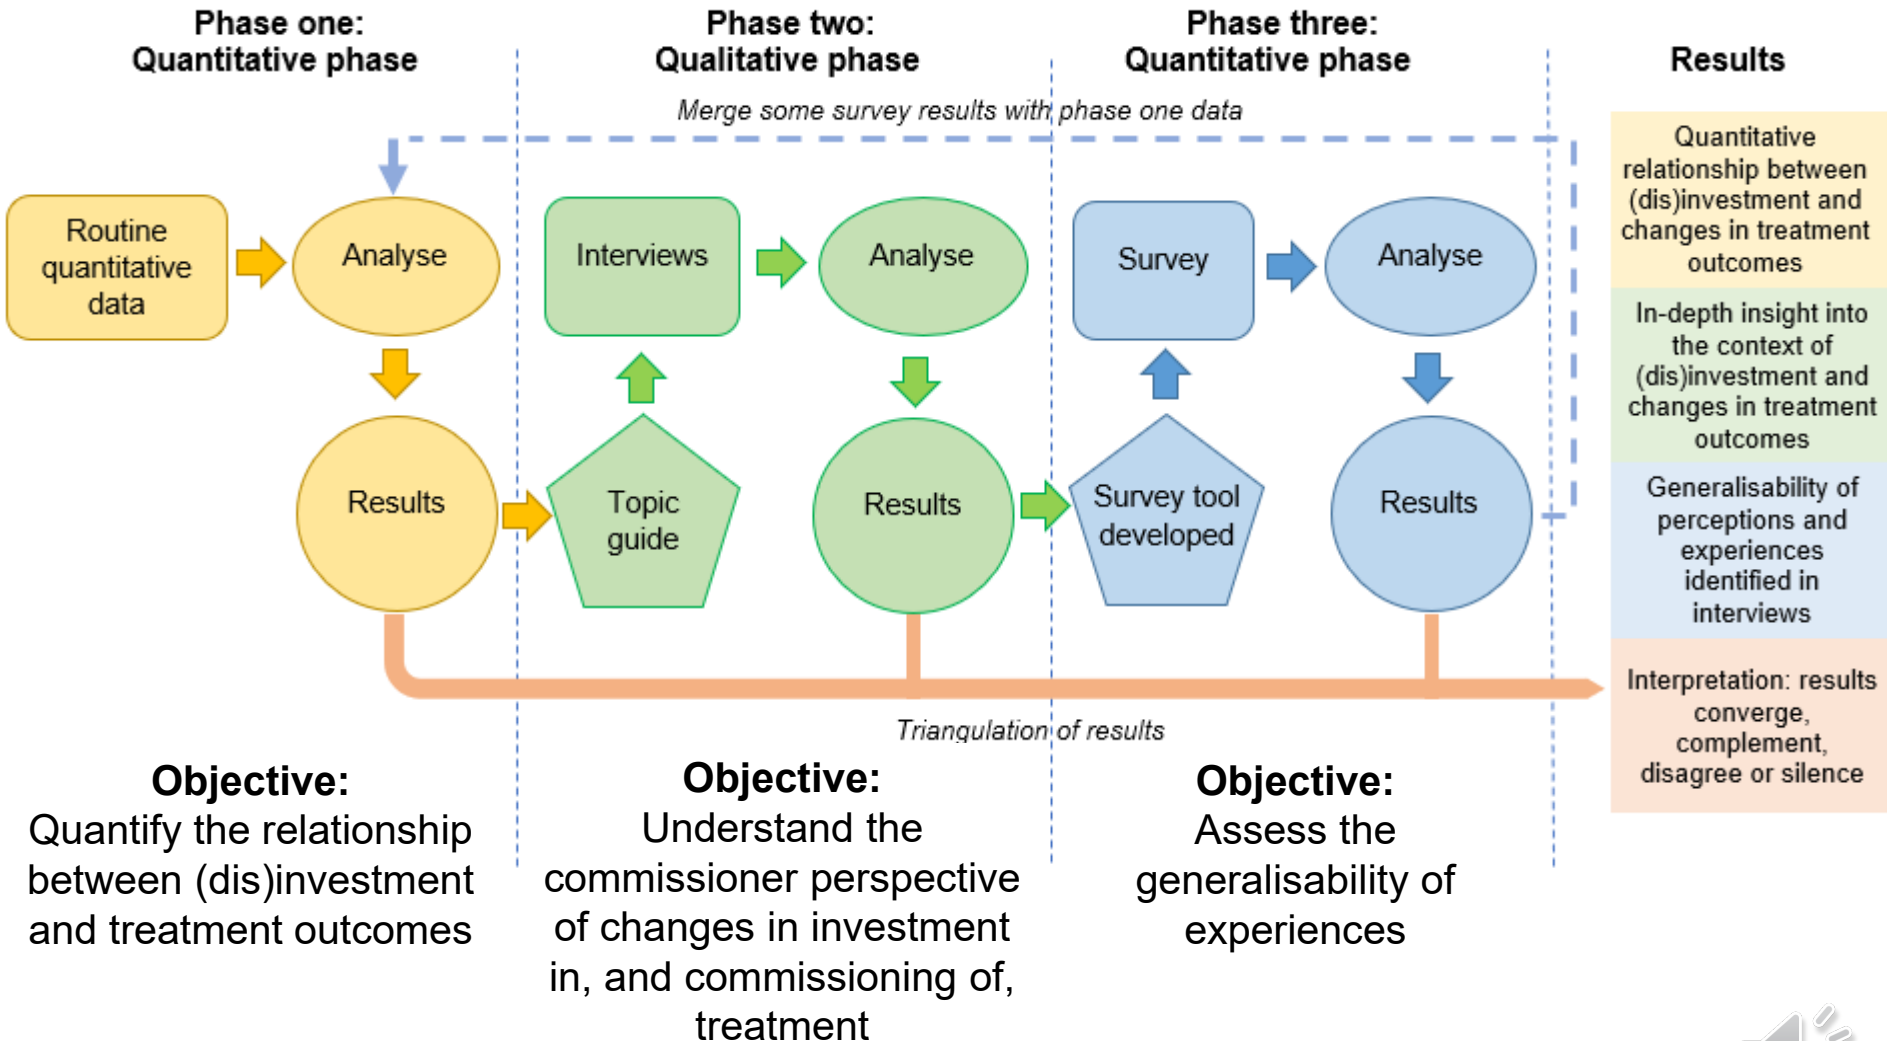 Phase one:
Quantitative phase
Phase two:
Qualitative phase
Phase three:
Quantitative phase
Results
Merge some survey results with phase one data
Routine
quantitative
data
Analyse
Results
Interviews
Analyse
Topic
guide
Results
Survey
Analyse
Survey tool
developed
Results
Quantitative
relationship between
(dis)investment and
changes in treatment
outcomes
In-depth insight into
the context of
(dis)investment and
changes in treatment
outcomes
Generalisability of
perceptions and
experiences
identified in
interviews
Interpretation: results
converge,
complement,
disagree or silence
Triangulation of results
Objective:
Quantify the relationship
between (dis)investment
and treatment outcomes
Objective:
Understand the
commissioner perspective
of changes in investment
in, and commissioning of,
treatment
Objective:
Assess the
generalisability of
experiences